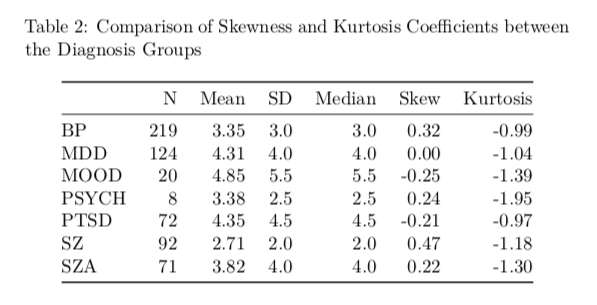 Table 2: Comparison of Skewness and Kurtosis Coefficients between
the Diagnosis Groups
N Mean SD Median Skew Kurtosis
BP 219 3.35 3.0 3.0 0.32 -0.99
MDD 124 4.31 4.0 4.0 0.00 -1.04
MOOD 20 4.85 5.5 5.5 -0.25 -1.39
PSYCH 8 3.38 2.5 2.5 0.24 -1.95
PTSD 72 4.35 4.5 4.5 -0.21 -0.97
SZ 92 2.71 2.0 2.0 0.47 -1.18
SZA 71 3.82 4.0 4.0 0.22 -1.30